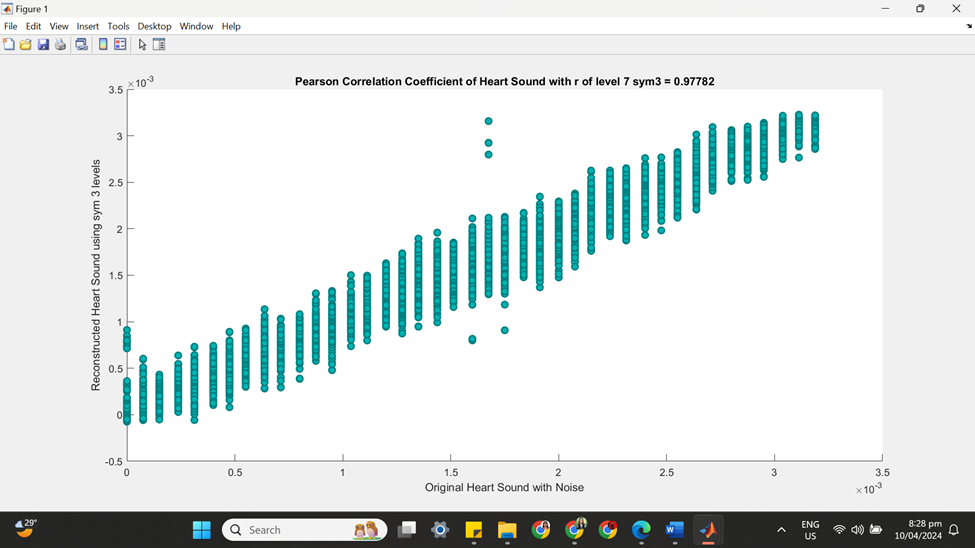 Figure 1
File Edit View Insert Tools Desktop Window Help
Pearson Correlation Coefficient of Heart Sound with r of level 7 sym3 = 0.97782
×10-3
3.5
3
2.5
2
1.5
1
0.5
0
-0.5
Reconstructed Heart Sound using sym 3 levels
0 0.5 1 1.5 2 2.5 3 3.5
Original Heart Sound with Noise
×10-3
29°
Search
ENG
US
8:28 pm
10/04/2024